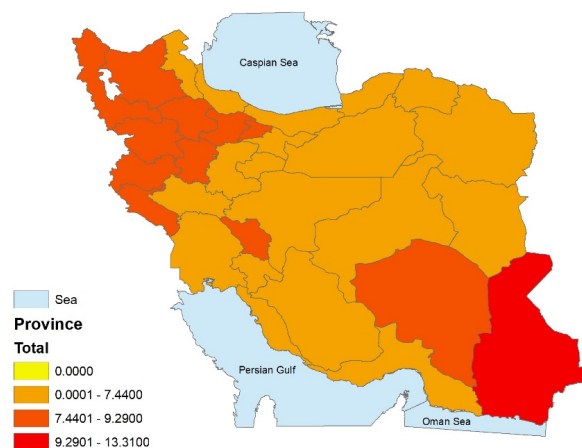 Caspian Sea
Sea
Province
Total
0.0000
0.0001 - 7.4400
7.4401 - 9.2900
9.2901 - 13.3100
Persian Gulf
Oman Sea